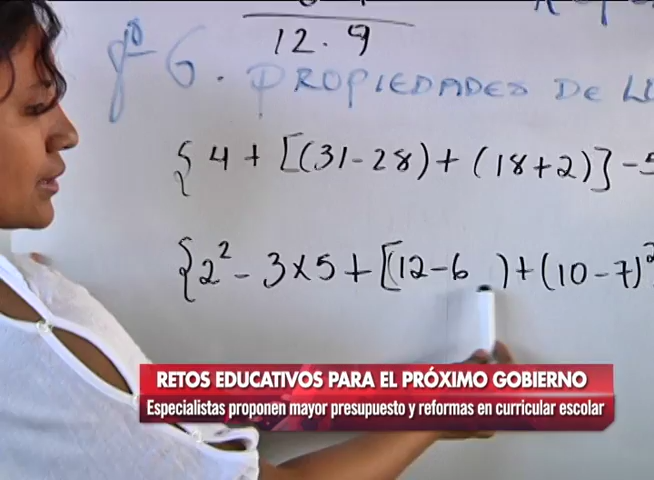 12.9
6. PROPIEDADES DE
{4+[(31-28)+(18+2)]-5
{2²-3x5+[(12-6 )+(10-7)²
RETOS EDUCATIVOS PARA EL PRÓXIMO GOBIERNO
Especialistas proponen mayor presupuesto y reformas en curricular escolar